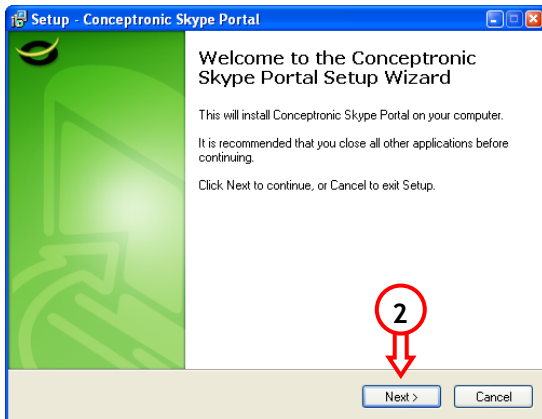 Setup - Conceptronic Skype Portal
Welcome to the Conceptronic
Skype Portal Setup Wizard
This will install Conceptronic Skype Portal on your computer.
It is recommended that you close all other applications before
continuing.
Click Next to continue, or Cancel to exit Setup.
2
Next >
Cancel